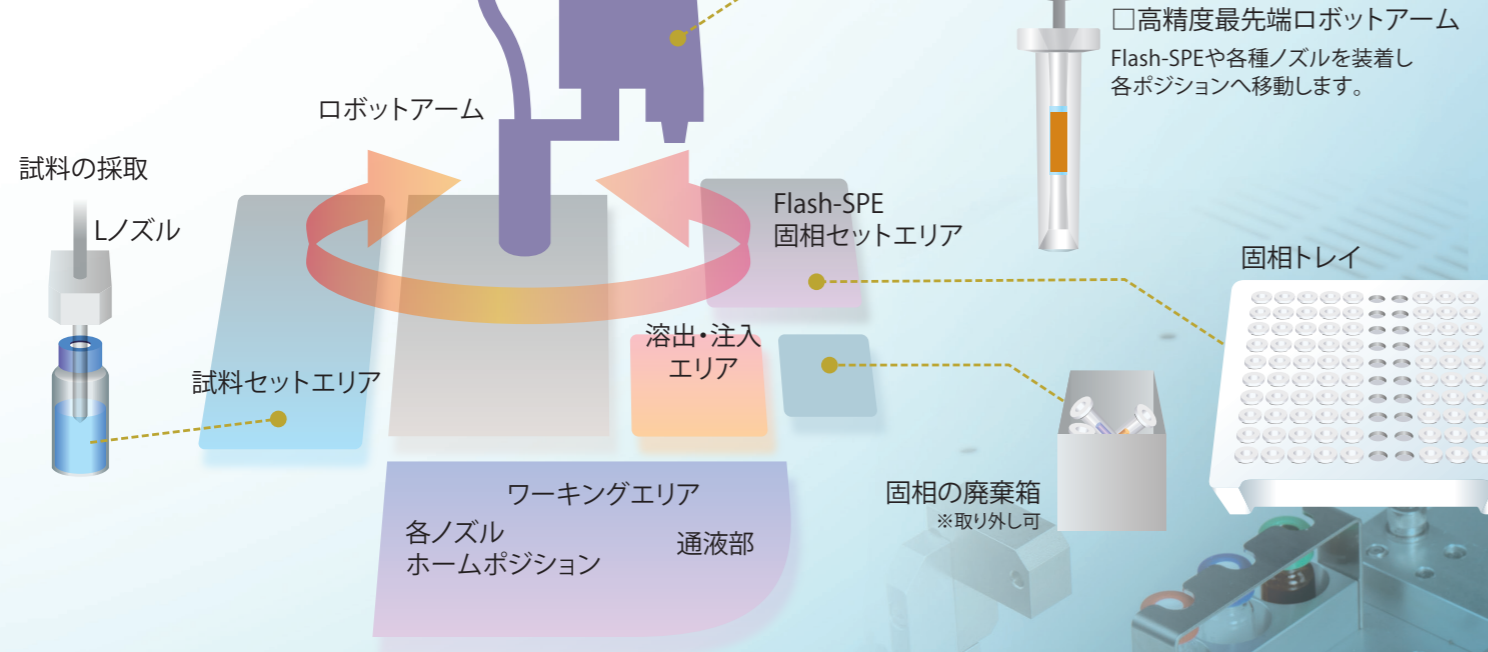 □高精度最先端ロボットアーム
Flash-SPEや各種ノズルを装着し
各ポジションへ移動します。
ロボットアーム
試料の採取
Lノズル
Flash-SPE
固相セットエリア
固相トレイ
溶出・注入
エリア
試料セットエリア
固相の廃棄箱
※取り外し可
ワーキングエリア
各ノズル
ホームポジション
通液部